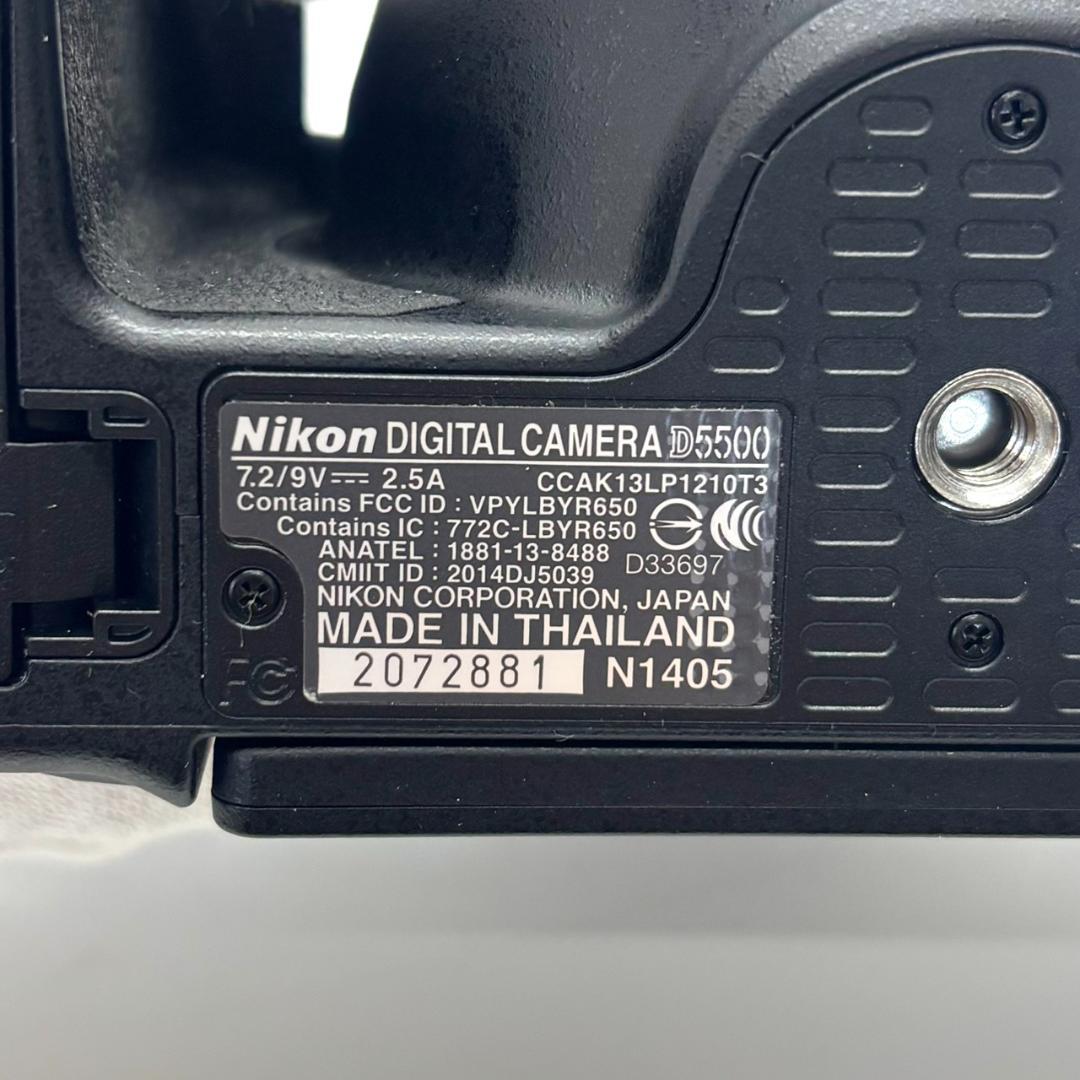 Nikon DIGITAL CAMERA D5500
7.2/9V⎓ 2.5A CCAK13LP1210T3
Contains FCC ID : VPYLBYR650
Contains IC : 772C-LBYR650
ANATEL : 1881-13-8488 D33697
CMIIT ID : 2014DJ5039
NIKON CORPORATION, JAPAN
MADE IN THAILAND
2072881 N1405
FC